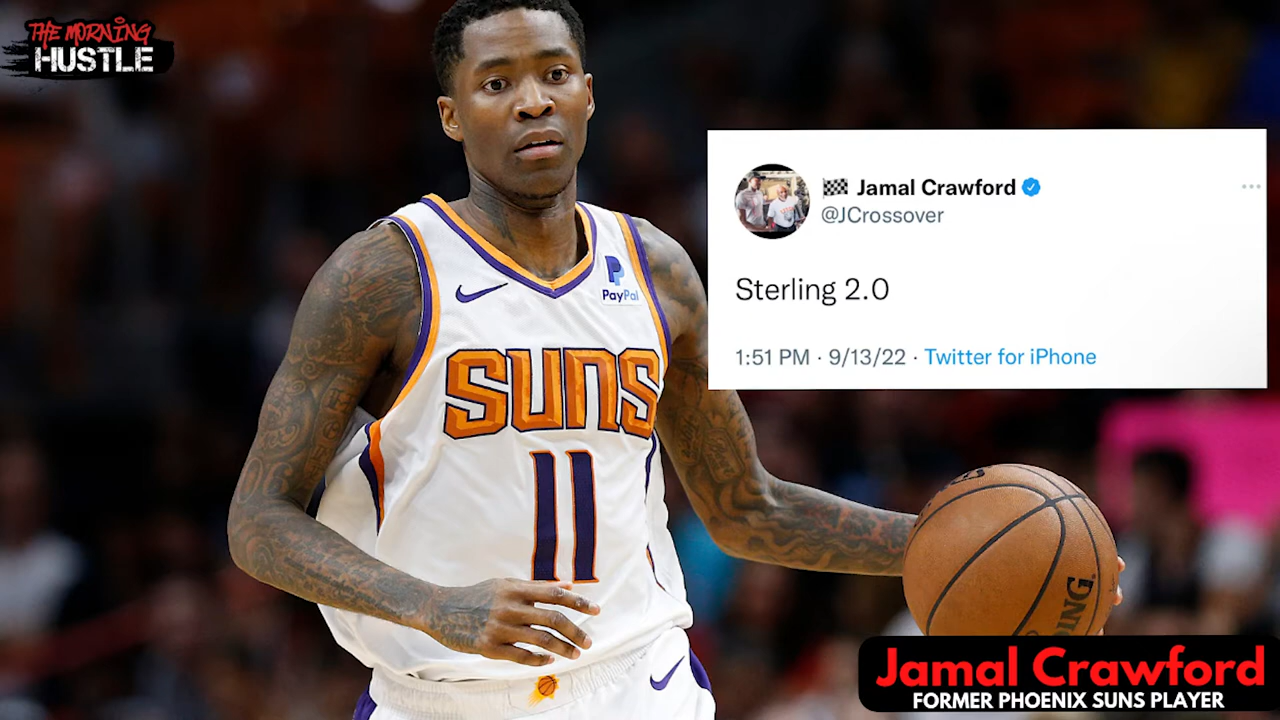 THE MORNING
HUSTLE
Jamal Crawford
@JCrossover
Sterling 2.0
1:51 PM · 9/13/22 · Twitter for iPhone
PayPal
SUNS
11
Jamal Crawford
FORMER PHOENIX SUNS PLAYER